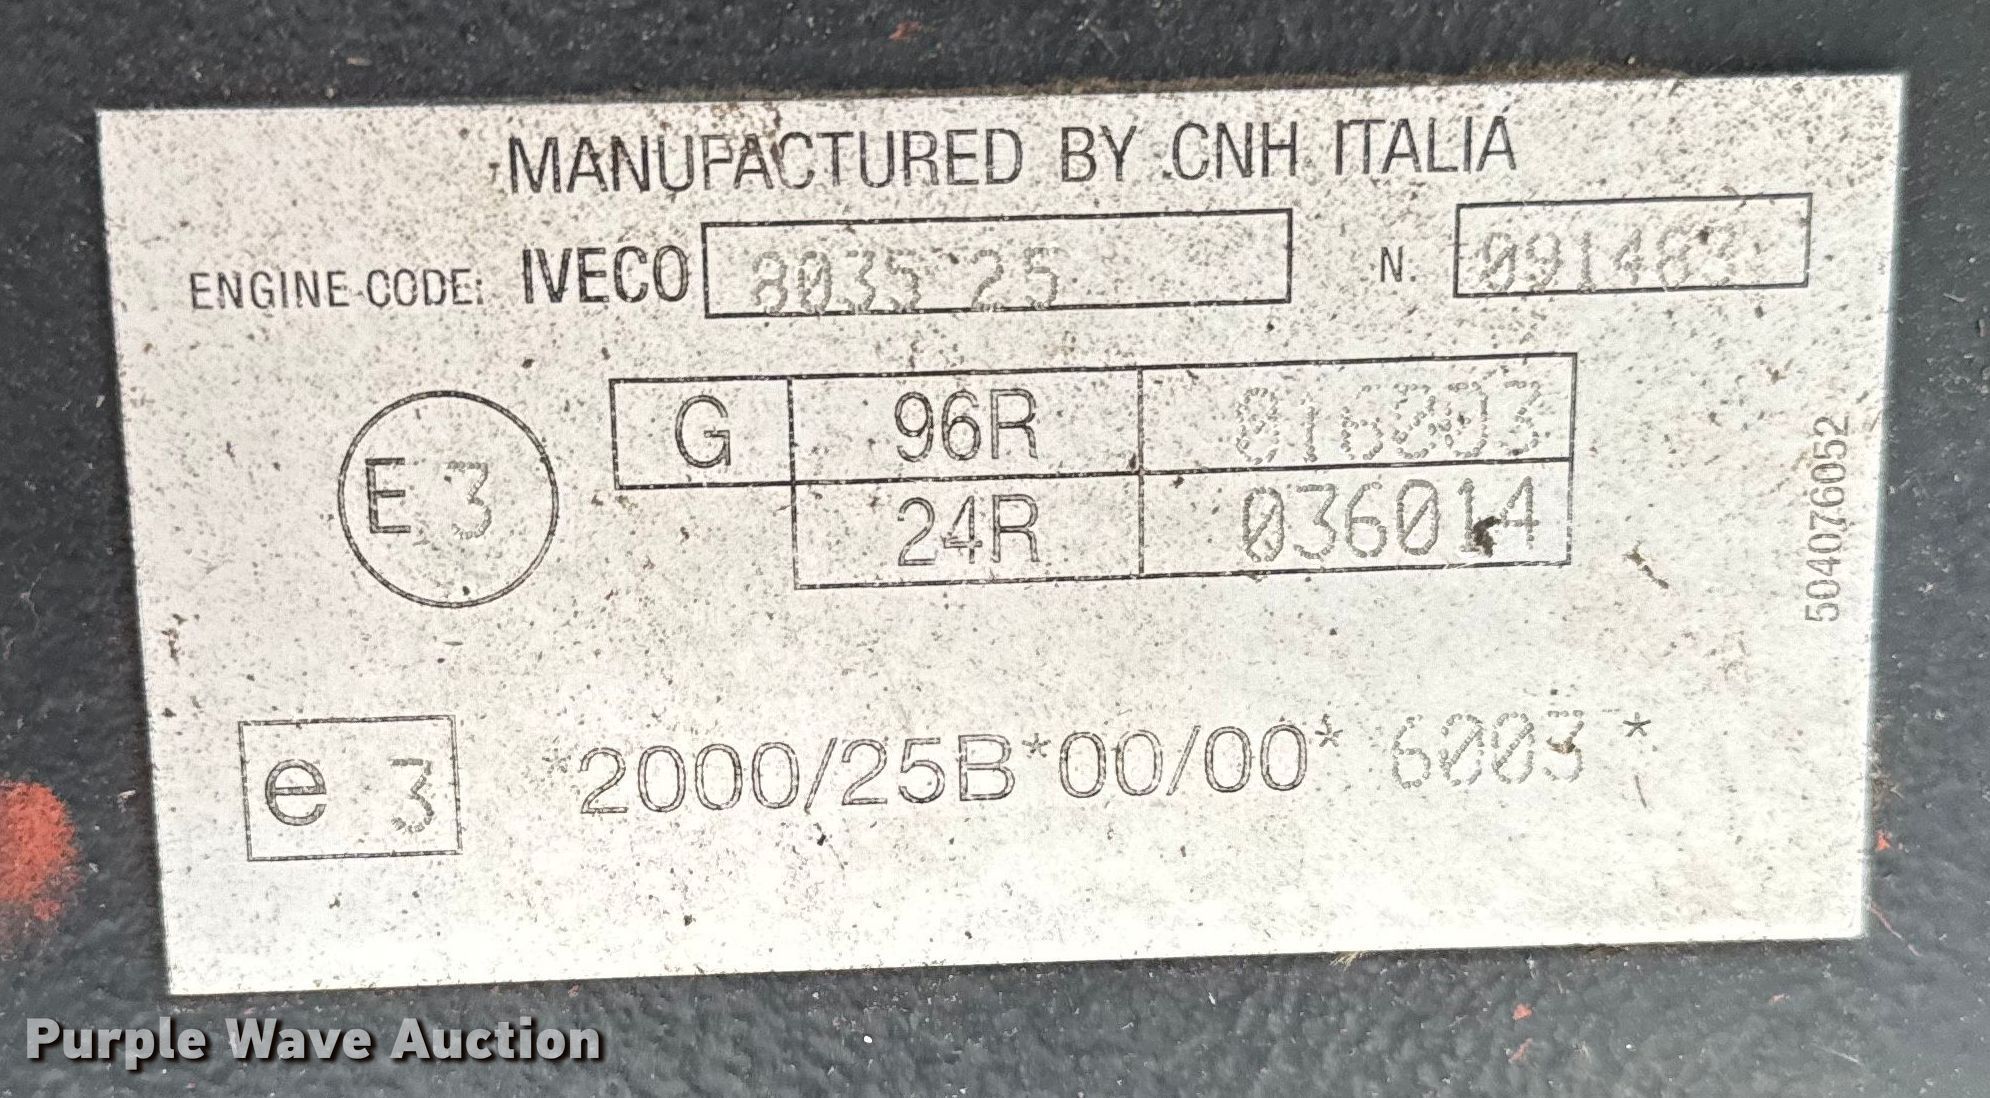 MANUFACTURED BY CNH ITALIA
ENGINE CODE: IVECO 8035 25 N. 091483
G 96R 816803
E 3
24R 036014
504076052
e 3 *2000/25B*00/00* 6003 *
Purple Wave Auction